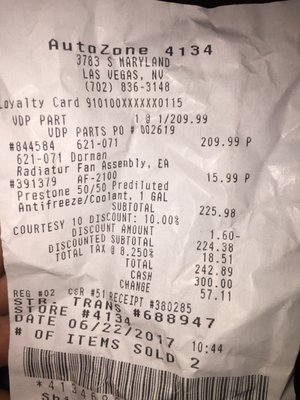 AutoZone 4134
3783 S MARYLAND
LAS VEGAS, NV
(702) 836-3148
Loyalty Card 910100XXXXXX0115
VDP PART 1 @ 1/209.99
VDP PARTS PO # 002619
#844584 621-071 209.99 P
621-071 Dorman
Radiator Fan Assembly, EA
#391379 AF-2100 15.99 P
Prestone 50/50 Prediluted
Antifreeze/Coolant, 1 GAL
SUBTOTAL 225.98
COURTESY 10 DISCOUNT: 10.00%
DISCOUNT AMOUNT 1.60-
DISCOUNTED SUBTOTAL 224.38
TOTAL TAX @ 8.250% 18.51
TOTAL 242.89
CASH 300.00
CHANGE 57.11
REG #02 CSR #51 RECEIPT #380285
STR. TRANS #688947
STORE #4134
DATE 06/22/2017 10:44
# OF ITEMS SOLD 2